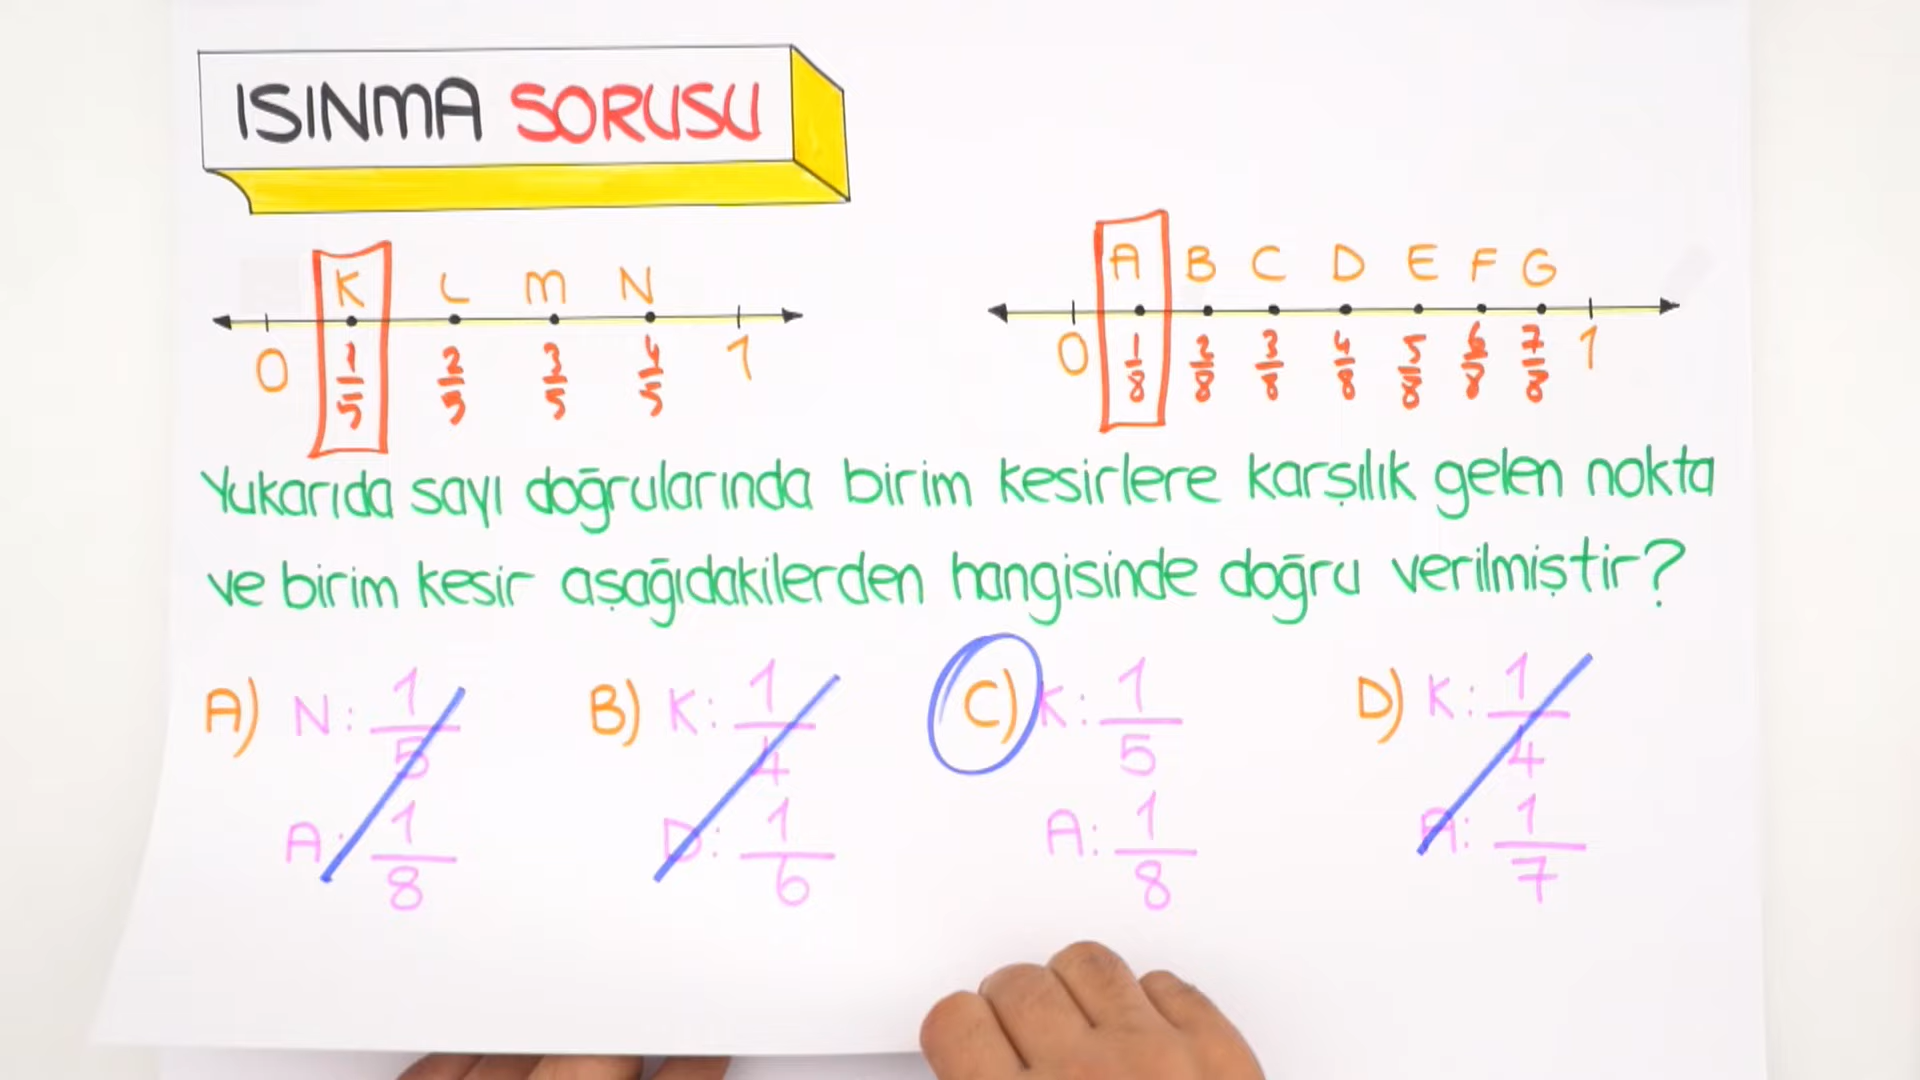 ISINMA SORUSU
K L M N
0 1/5 2/5 3/5 4/5 1
A B C D E F G
0 1/8 2/8 3/8 4/8 5/8 6/8 7/8 1
Yukarıda sayı doğrularında birim kesirlere karşılık gelen nokta
ve birim kesir aşağıdakilerden hangisinde doğru verilmiştir?
A) N: 1/5
A: 1/8
B) K: 1/4
D: 1/6
C) K: 1/5
A: 1/8
D) K: 1/4
A: 1/7